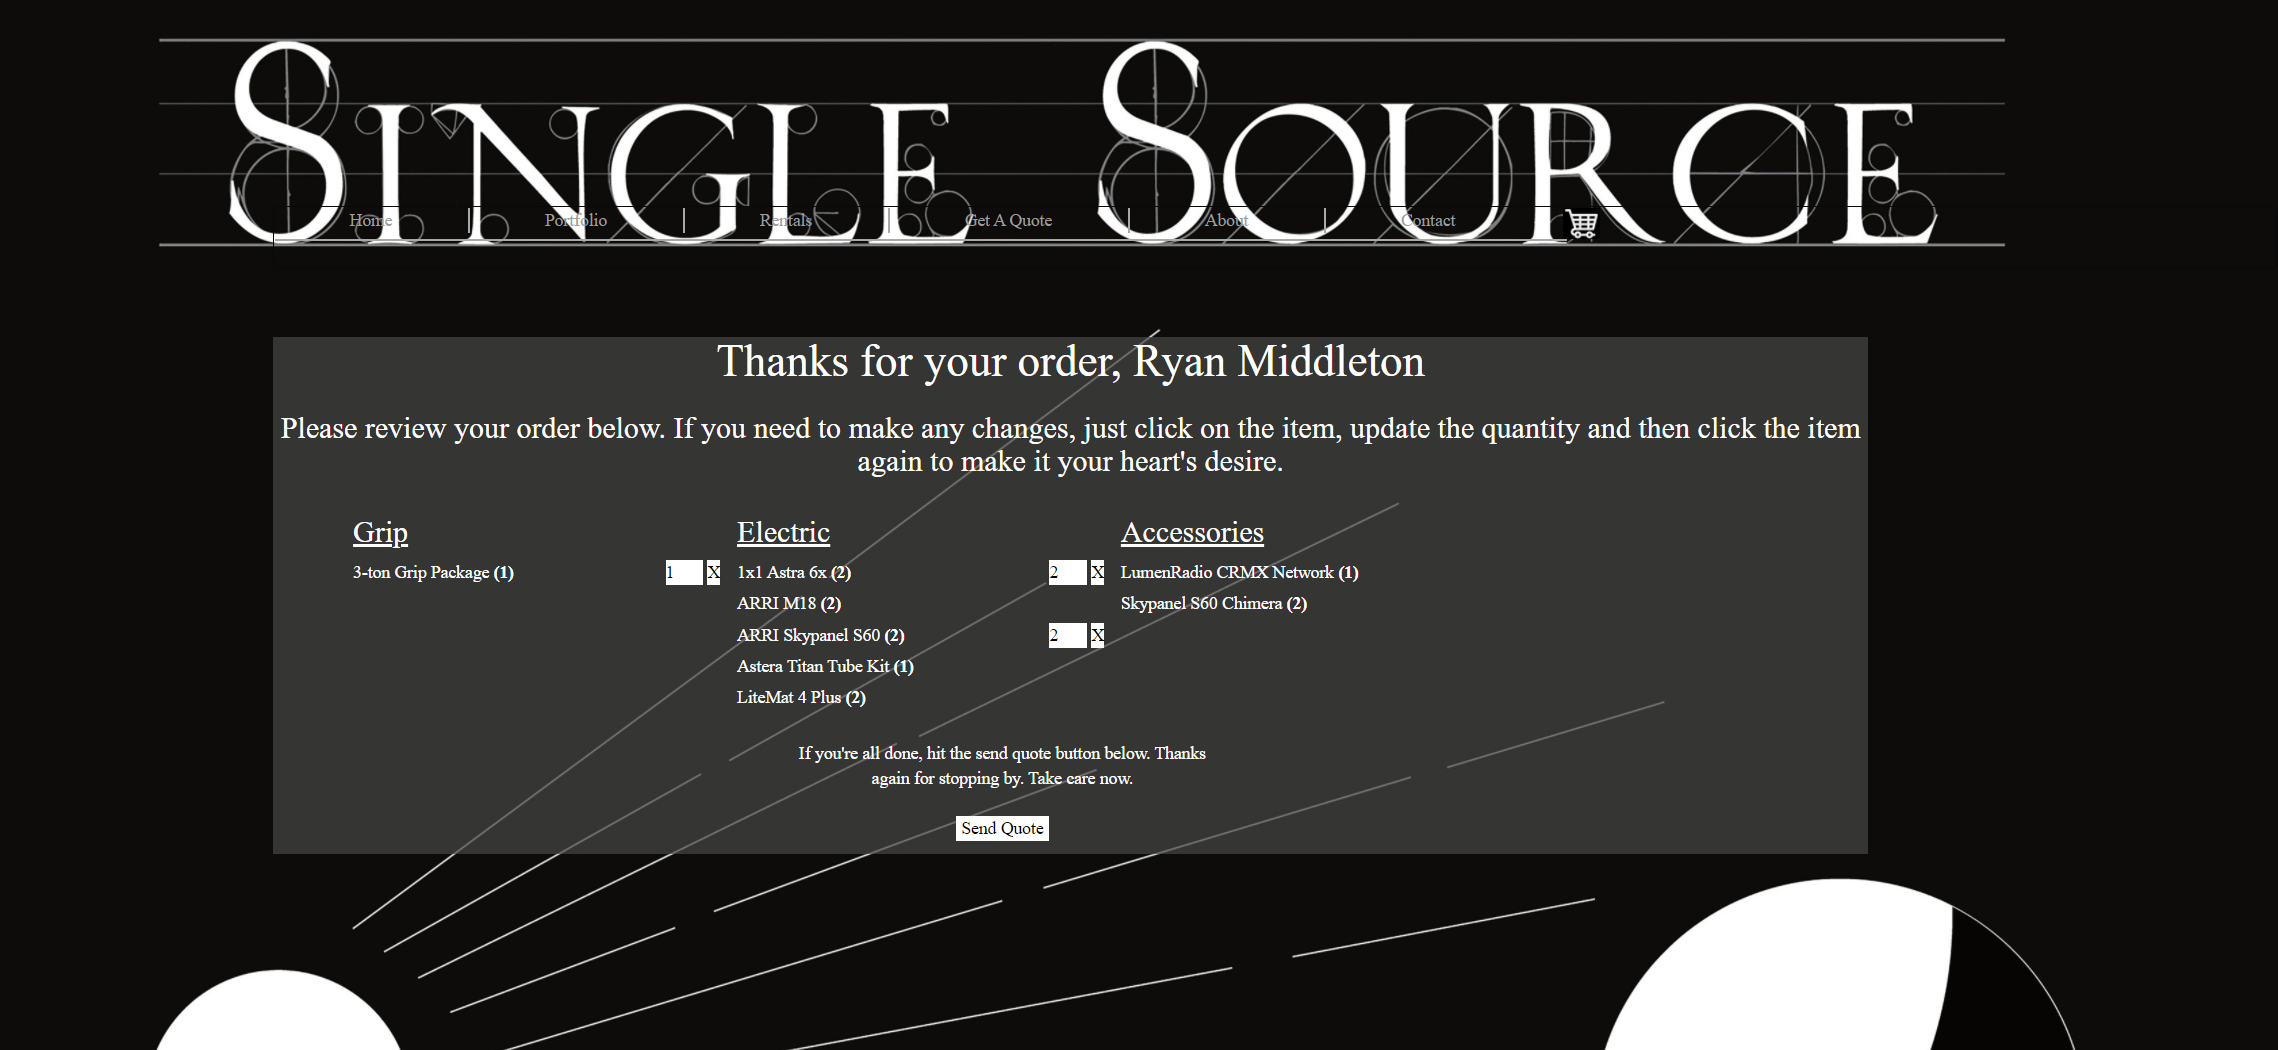 SINGLE SOURCE
Home Portfolio Rentals Get A Quote About Contact
Thanks for your order, Ryan Middleton
Please review your order below. If you need to make any changes, just click on the item, update the quantity and then click the item
again to make it your heart's desire.
Grip
3-ton Grip Package (1) 1 X
Electric
1x1 Astra 6x (2) 2 X
ARRI M18 (2)
ARRI Skypanel S60 (2) 2 X
Astera Titan Tube Kit (1)
LiteMat 4 Plus (2)
Accessories
LumenRadio CRMX Network (1)
Skypanel S60 Chimera (2)
If you're all done, hit the send quote button below. Thanks
again for stopping by. Take care now.
Send Quote